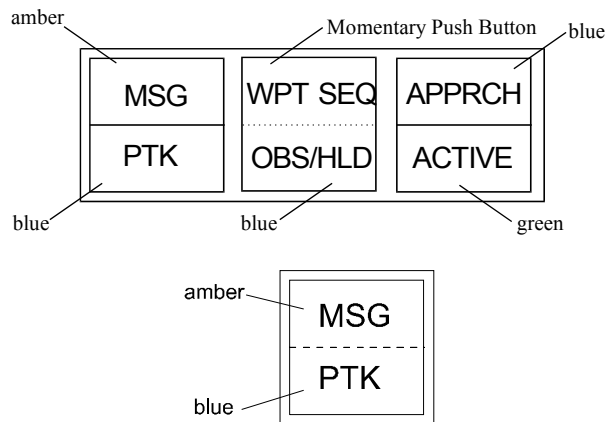 amber
Momentary Push Button
blue
MSG
WPT SEQ
APPRCH
PTK
OBS/HLD
ACTIVE
blue
blue
green
amber
MSG
PTK
blue